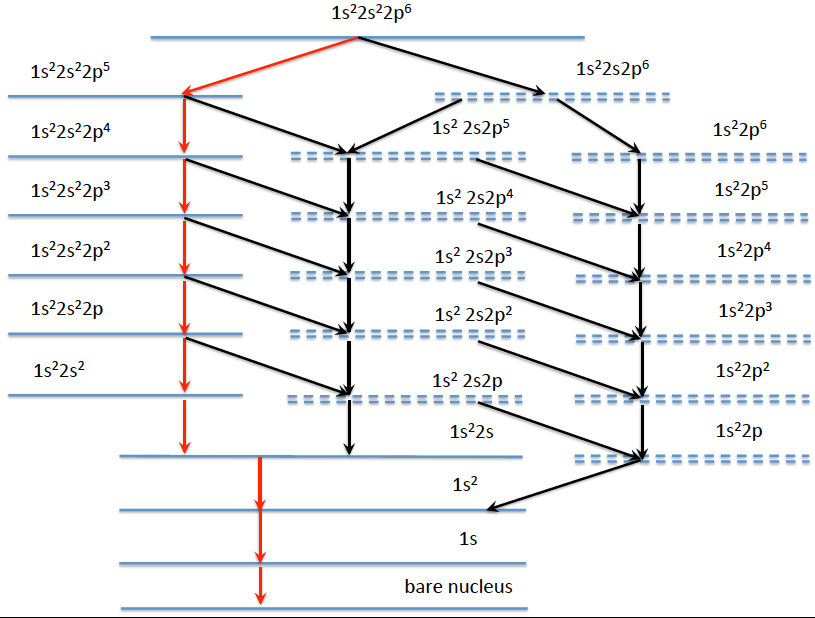 1s²2s²2p⁶
1s²2s²2p⁵
1s²2s2p⁶
1s²2s²2p⁴
1s² 2s2p⁵
1s²2p⁶
1s²2s²2p³
1s² 2s2p⁴
1s²2p⁵
1s²2s²2p²
1s² 2s2p³
1s²2p⁴
1s²2s²2p
1s² 2s2p²
1s²2p³
1s²2s²
1s² 2s2p
1s²2p²
1s²2s
1s²2p
1s²
1s
bare nucleus